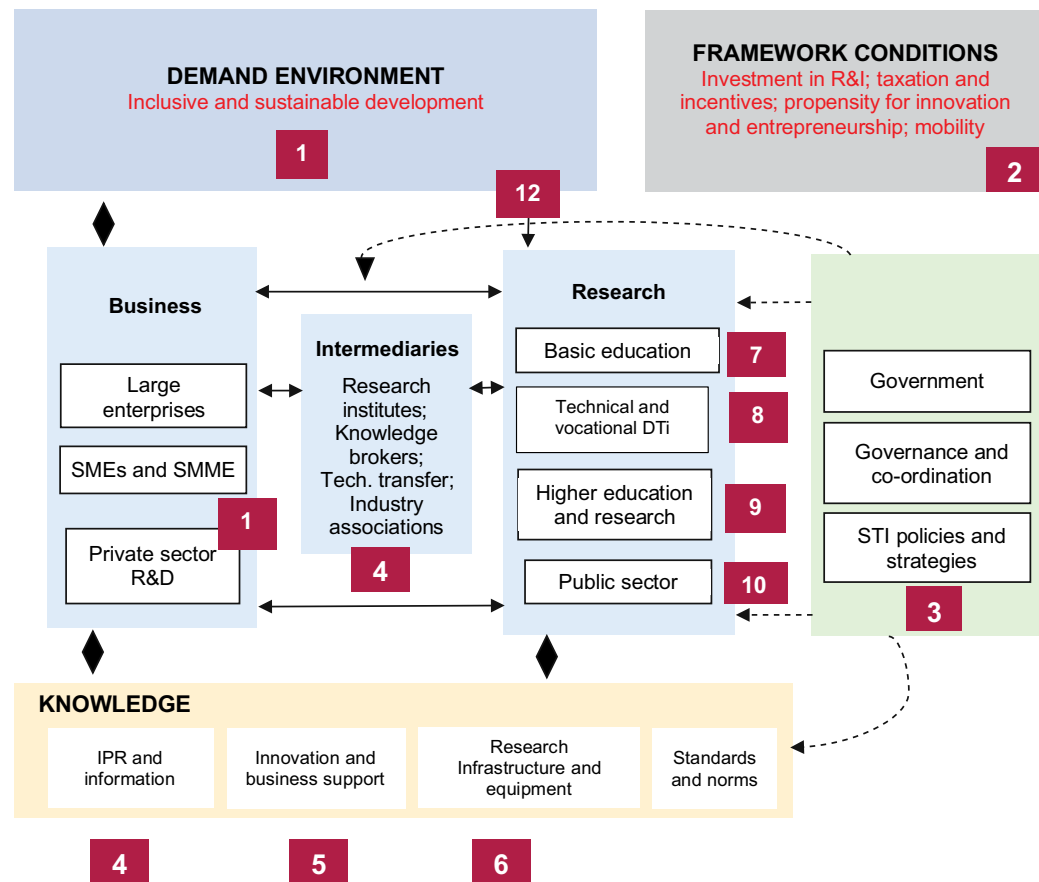 DEMAND ENVIRONMENT
Inclusive and sustainable development
1
FRAMEWORK CONDITIONS
Investment in R&I; taxation and
incentives; propensity for innovation
and entrepreneurship; mobility
2
12
Business
Large
enterprises
SMEs and SMME
1
Private sector
R&D
Intermediaries
Research
institutes;
Knowledge
brokers;
Tech. transfer;
Industry
associations
4
Research
Basic education
7
Technical and
vocational DTi
8
Higher education
and research
9
Public sector
10
Government
Governance and
co-ordination
STI policies and
strategies
3
KNOWLEDGE
IPR and
information
Innovation and
business support
Research
Infrastructure and
equipment
Standards
and norms
4
5
6